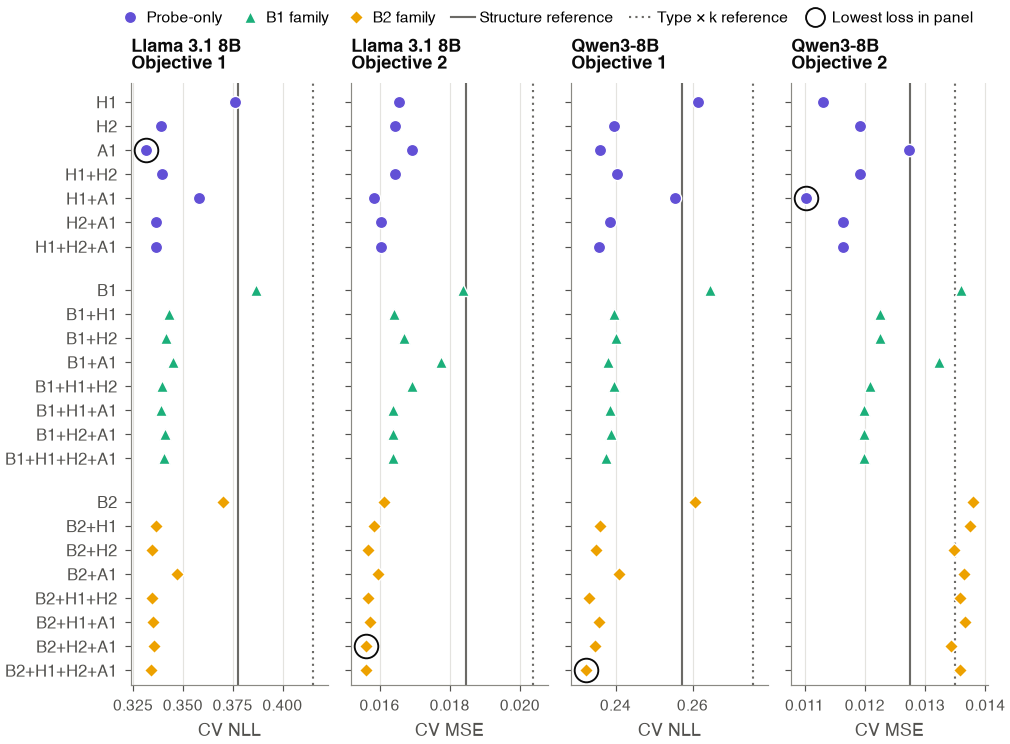 Probe-only B1 family B2 family Structure reference Type × k reference Lowest loss in panel
Llama 3.1 8B
Objective 1
Llama 3.1 8B
Objective 2
Qwen3-8B
Objective 1
Qwen3-8B
Objective 2
H1
H2
A1
H1+H2
H1+A1
H2+A1
H1+H2+A1
B1
B1+H1
B1+H2
B1+A1
B1+H1+H2
B1+H1+A1
B1+H2+A1
B1+H1+H2+A1
B2
B2+H1
B2+H2
B2+A1
B2+H1+H2
B2+H1+A1
B2+H2+A1
B2+H1+H2+A1
0.325 0.350 0.375 0.400
CV NLL
0.016 0.018 0.020
CV MSE
0.24 0.26
CV NLL
0.011 0.012 0.013 0.014
CV MSE